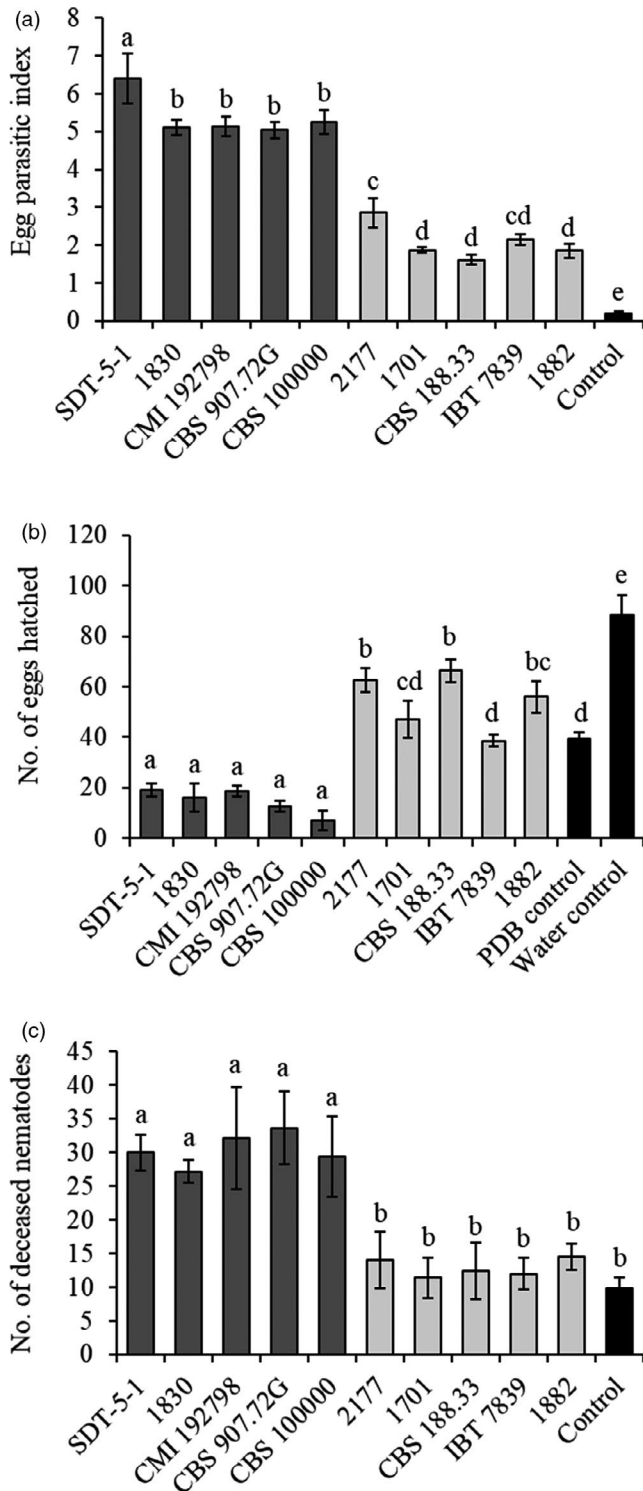 (a)
Egg parasitic index
8
7
6
5
4
3
2
1
0
a
b
b
b
b
c
d
d
cd
d
e
SDT-5-1
1830
CMI 192798
CBS 907.72G
CBS 100000
2177
1701
CBS 188.33
IBT 7839
1882
Control
(b)
No. of eggs hatched
120
100
80
60
40
20
0
a
a
a
a
a
b
cd
b
d
bc
d
e
SDT-5-1
1830
CMI 192798
CBS 907.72G
CBS 100000
2177
1701
CBS 188.33
IBT 7839
1882
PDB control
Water control
(c)
No. of deceased nematodes
45
40
35
30
25
20
15
10
5
0
a
a
a
a
a
b
b
b
b
b
b
SDT-5-1
1830
CMI 192798
CBS 907.72G
CBS 100000
2177
1701
CBS 188.33
IBT 7839
1882
Control